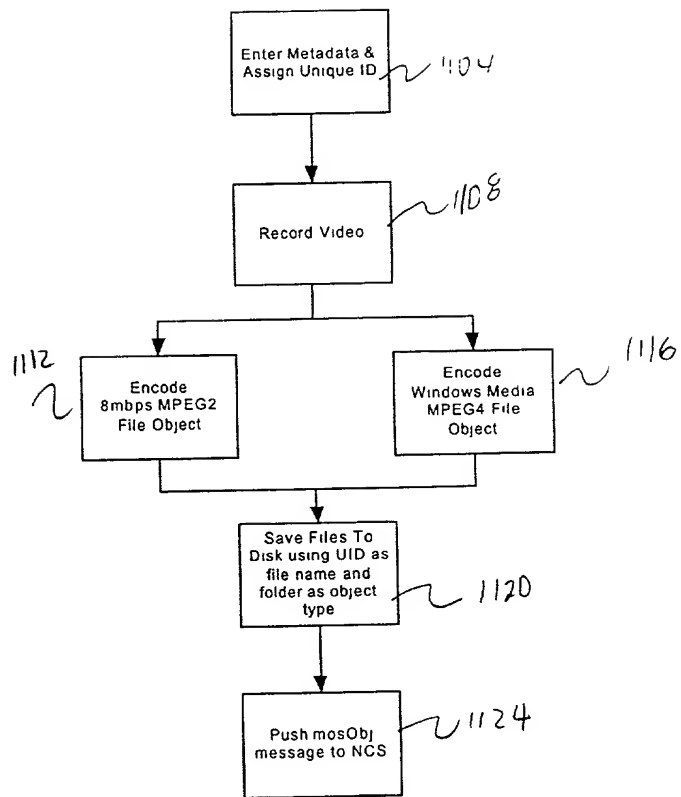 Enter Metadata &
Assign Unique ID
1104
Record Video
1108
1112
Encode
8mbps MPEG2
File Object
Encode
Windows Media
MPEG4 File
Object
1116
Save Files To
Disk using UID as
file name and
folder as object
type
1120
Push mosObj
message to NCS
1124